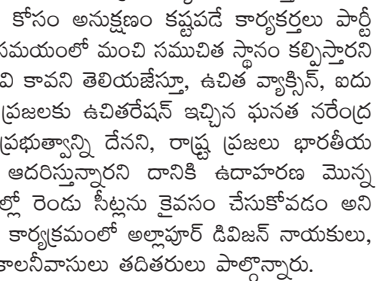 కోసం అనుక్షణం కష్టపడే కార్యకర్తలు పార్టీ
సమయంలో మంచి సముచిత స్థానం కల్పిస్తారని
వి కావని తెలియజేస్తూ, ఉచిత వ్యాక్సిన్, ఐదు
ప్రజలకు ఉచితరేషన్ ఇచ్చిన ఘనత నరేంద్ర
ప్రభుత్వాన్ని దేనని, రాష్ట్ర ప్రజలు భారతీయ
ఆదరిస్తున్నారని దానికి ఉదాహరణ మొన్న
ల్లో రెండు సీట్లను కైవసం చేసుకోవడం అని
కార్యక్రమంలో అల్లాపూర్ డివిజన్ నాయకులు,
కాలనీవాసులు తదితరులు పాల్గొన్నారు.